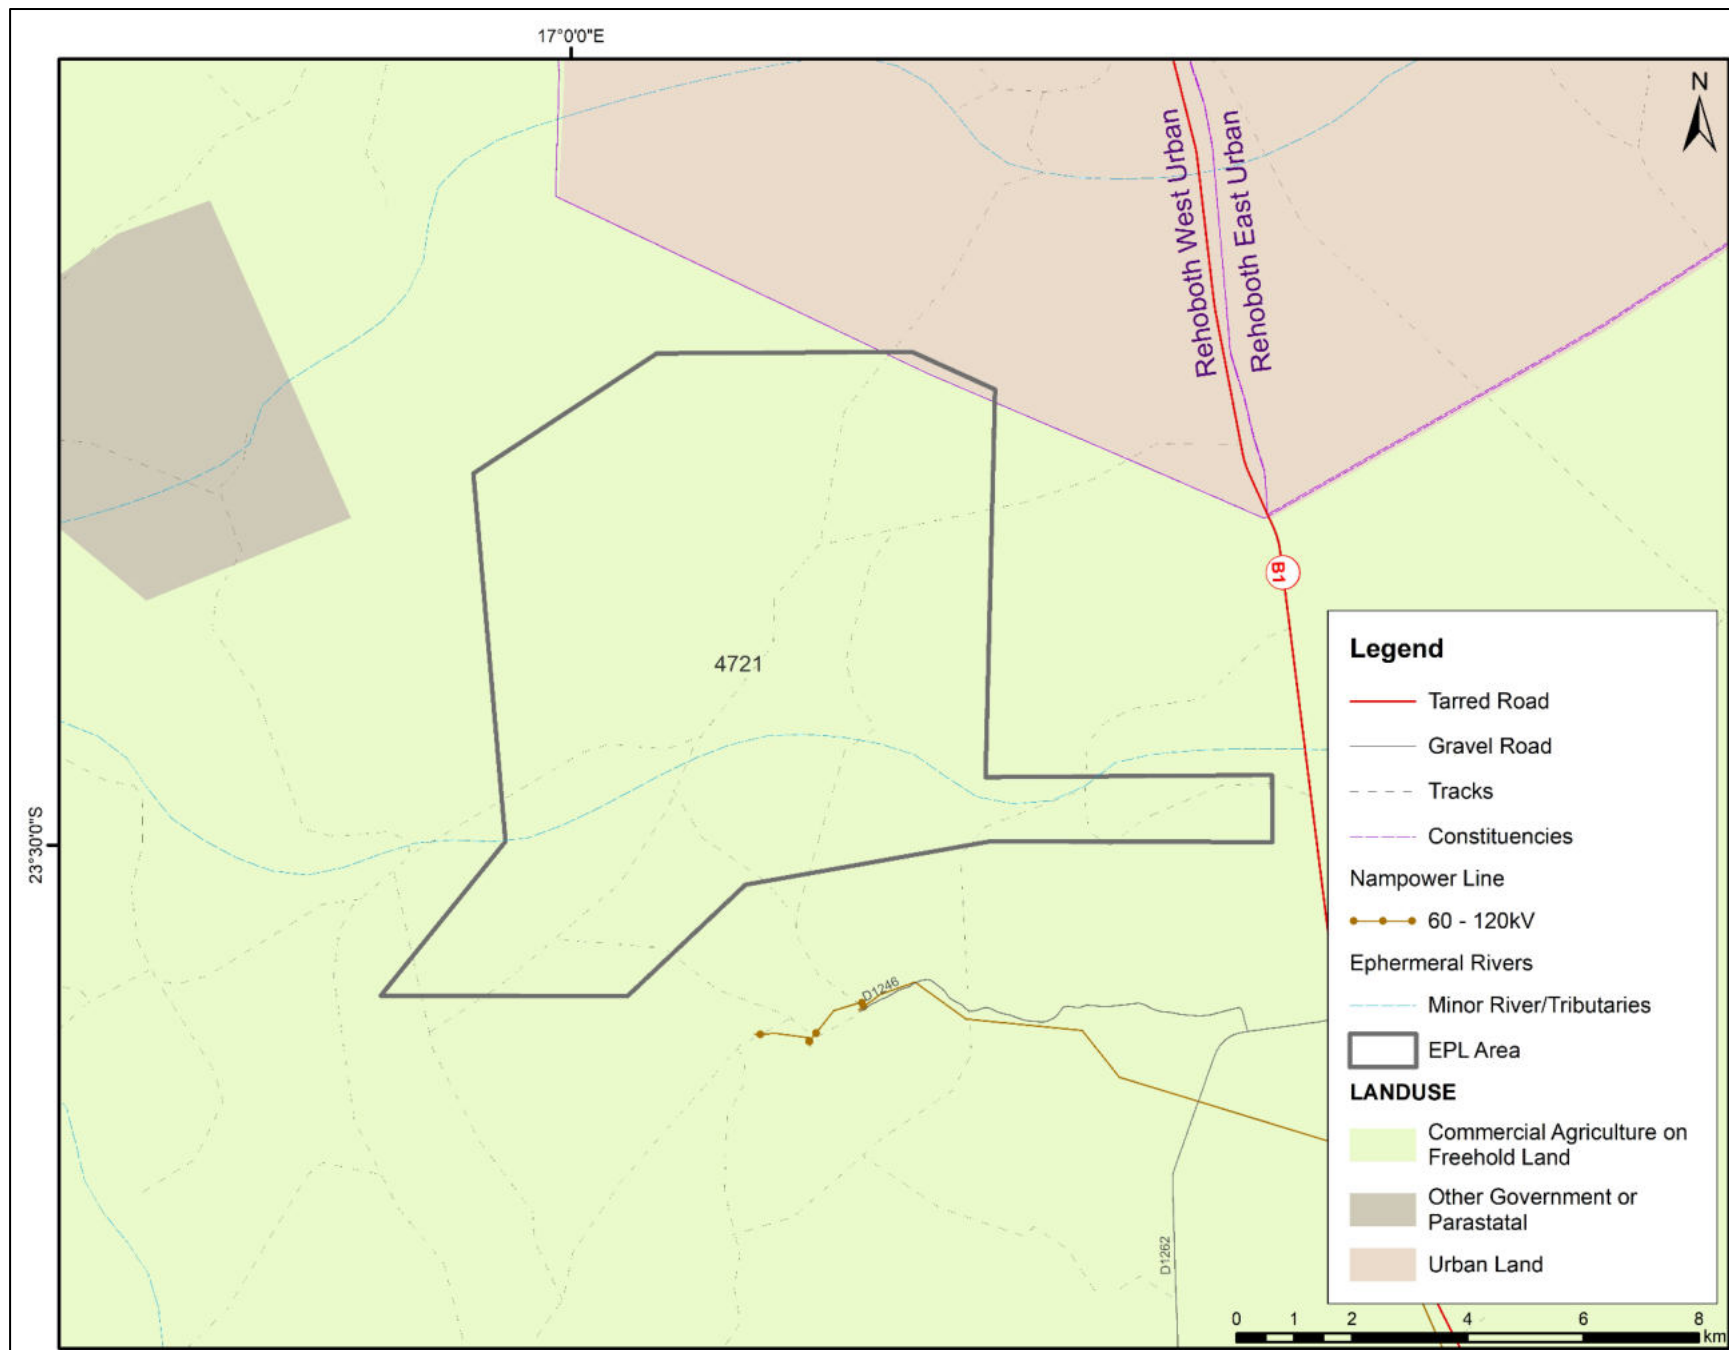 17°0'0"E
N
Rehoboth West Urban
Rehoboth East Urban
B1
4721
23°30'0"S
D1246
D1262
Legend
Tarred Road
Gravel Road
Tracks
Constituencies
Nampower Line
60 - 120kV
Ephermeral Rivers
Minor River/Tributaries
EPL Area
LANDUSE
Commercial Agriculture on
Freehold Land
Other Government or
Parastatal
Urban Land
0 1 2 4 6 8
km